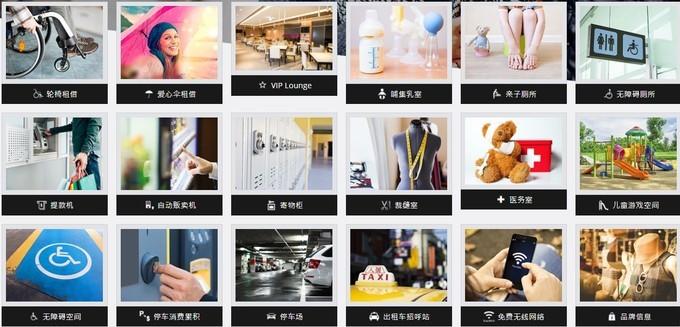 轮椅租借
爱心伞租借
VIP Lounge
哺集乳室
亲子厕所
无障碍厕所
提款机
自动贩卖机
寄物柜
裁缝室
医务室
儿童游戏空间
无障碍空间
停车消费累积
停车场
TAXI
出租车招呼站
免费无线网络
品牌信息